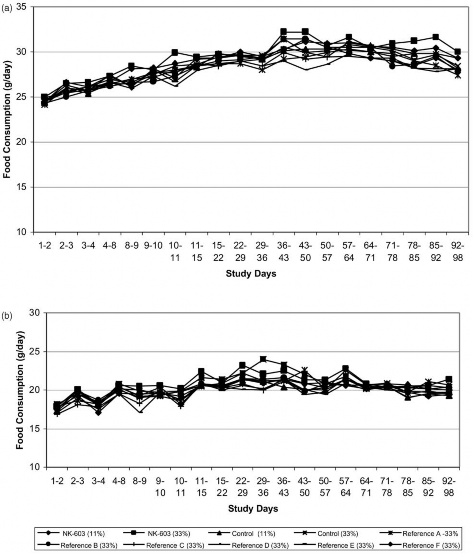 (a)
35
30
25
20
15
10
Food Consumption (g/day)
1-2 2-3 3-4 4-8 8-9 9-10 10-11 11-15 15-22 22-29 29-36 36-43 43-50 50-57 57-64 64-71 71-78 78-85 85-92 92-98
Study Days
(b)
30
25
20
15
10
Food Consumption (g/day)
1-2 2-3 3-4 4-8 8-9 9-10 10-11 11-15 15-22 22-29 29-36 36-43 43-50 50-57 57-64 64-71 71-78 78-85 85-92 92-98
Study Days
NK-603 (11%) NK-603 (33%) Control (11%) Control (33%) Reference A -33%
Reference B (33%) Reference C (33%) Reference D (33%) Reference E (33%) Reference F (33%)